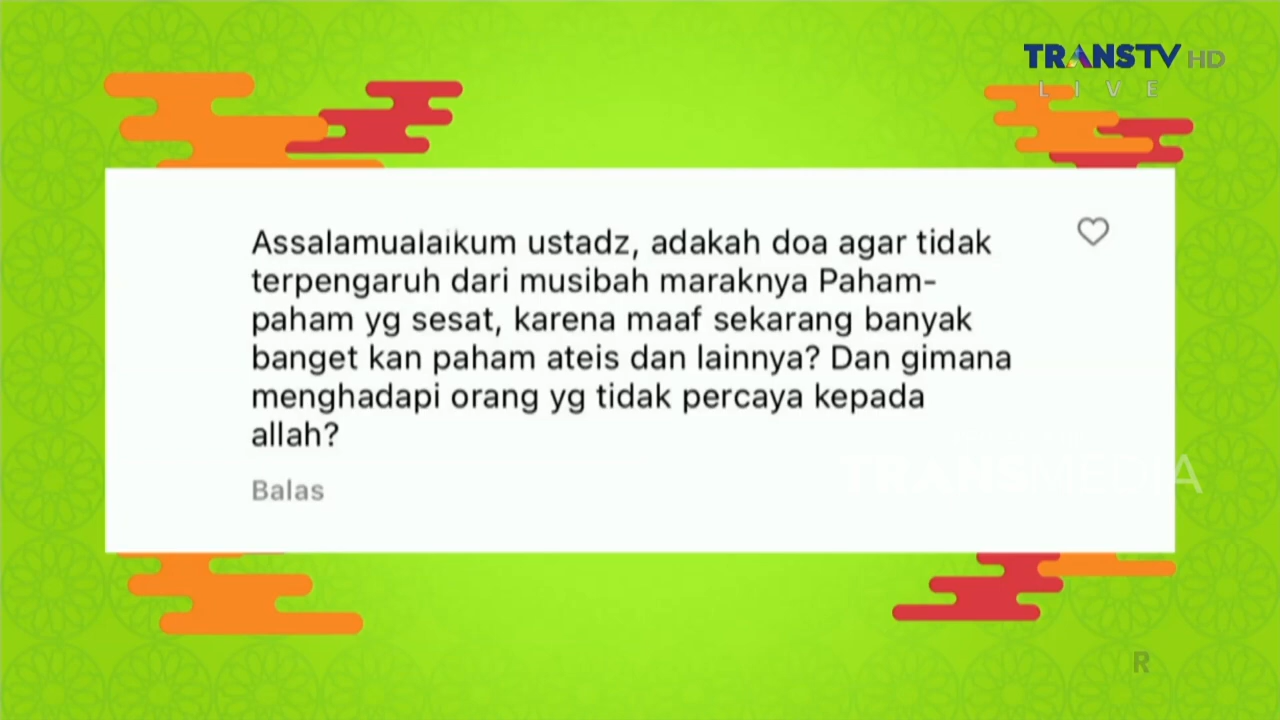 TRANSTV HD
LIVE
Assalamualaikum ustadz, adakah doa agar tidak
terpengaruh dari musibah maraknya Paham-
paham yg sesat, karena maaf sekarang banyak
banget kan paham ateis dan lainnya? Dan gimana
menghadapi orang yg tidak percaya kepada
allah?
TRANSMEDIA
Balas
R